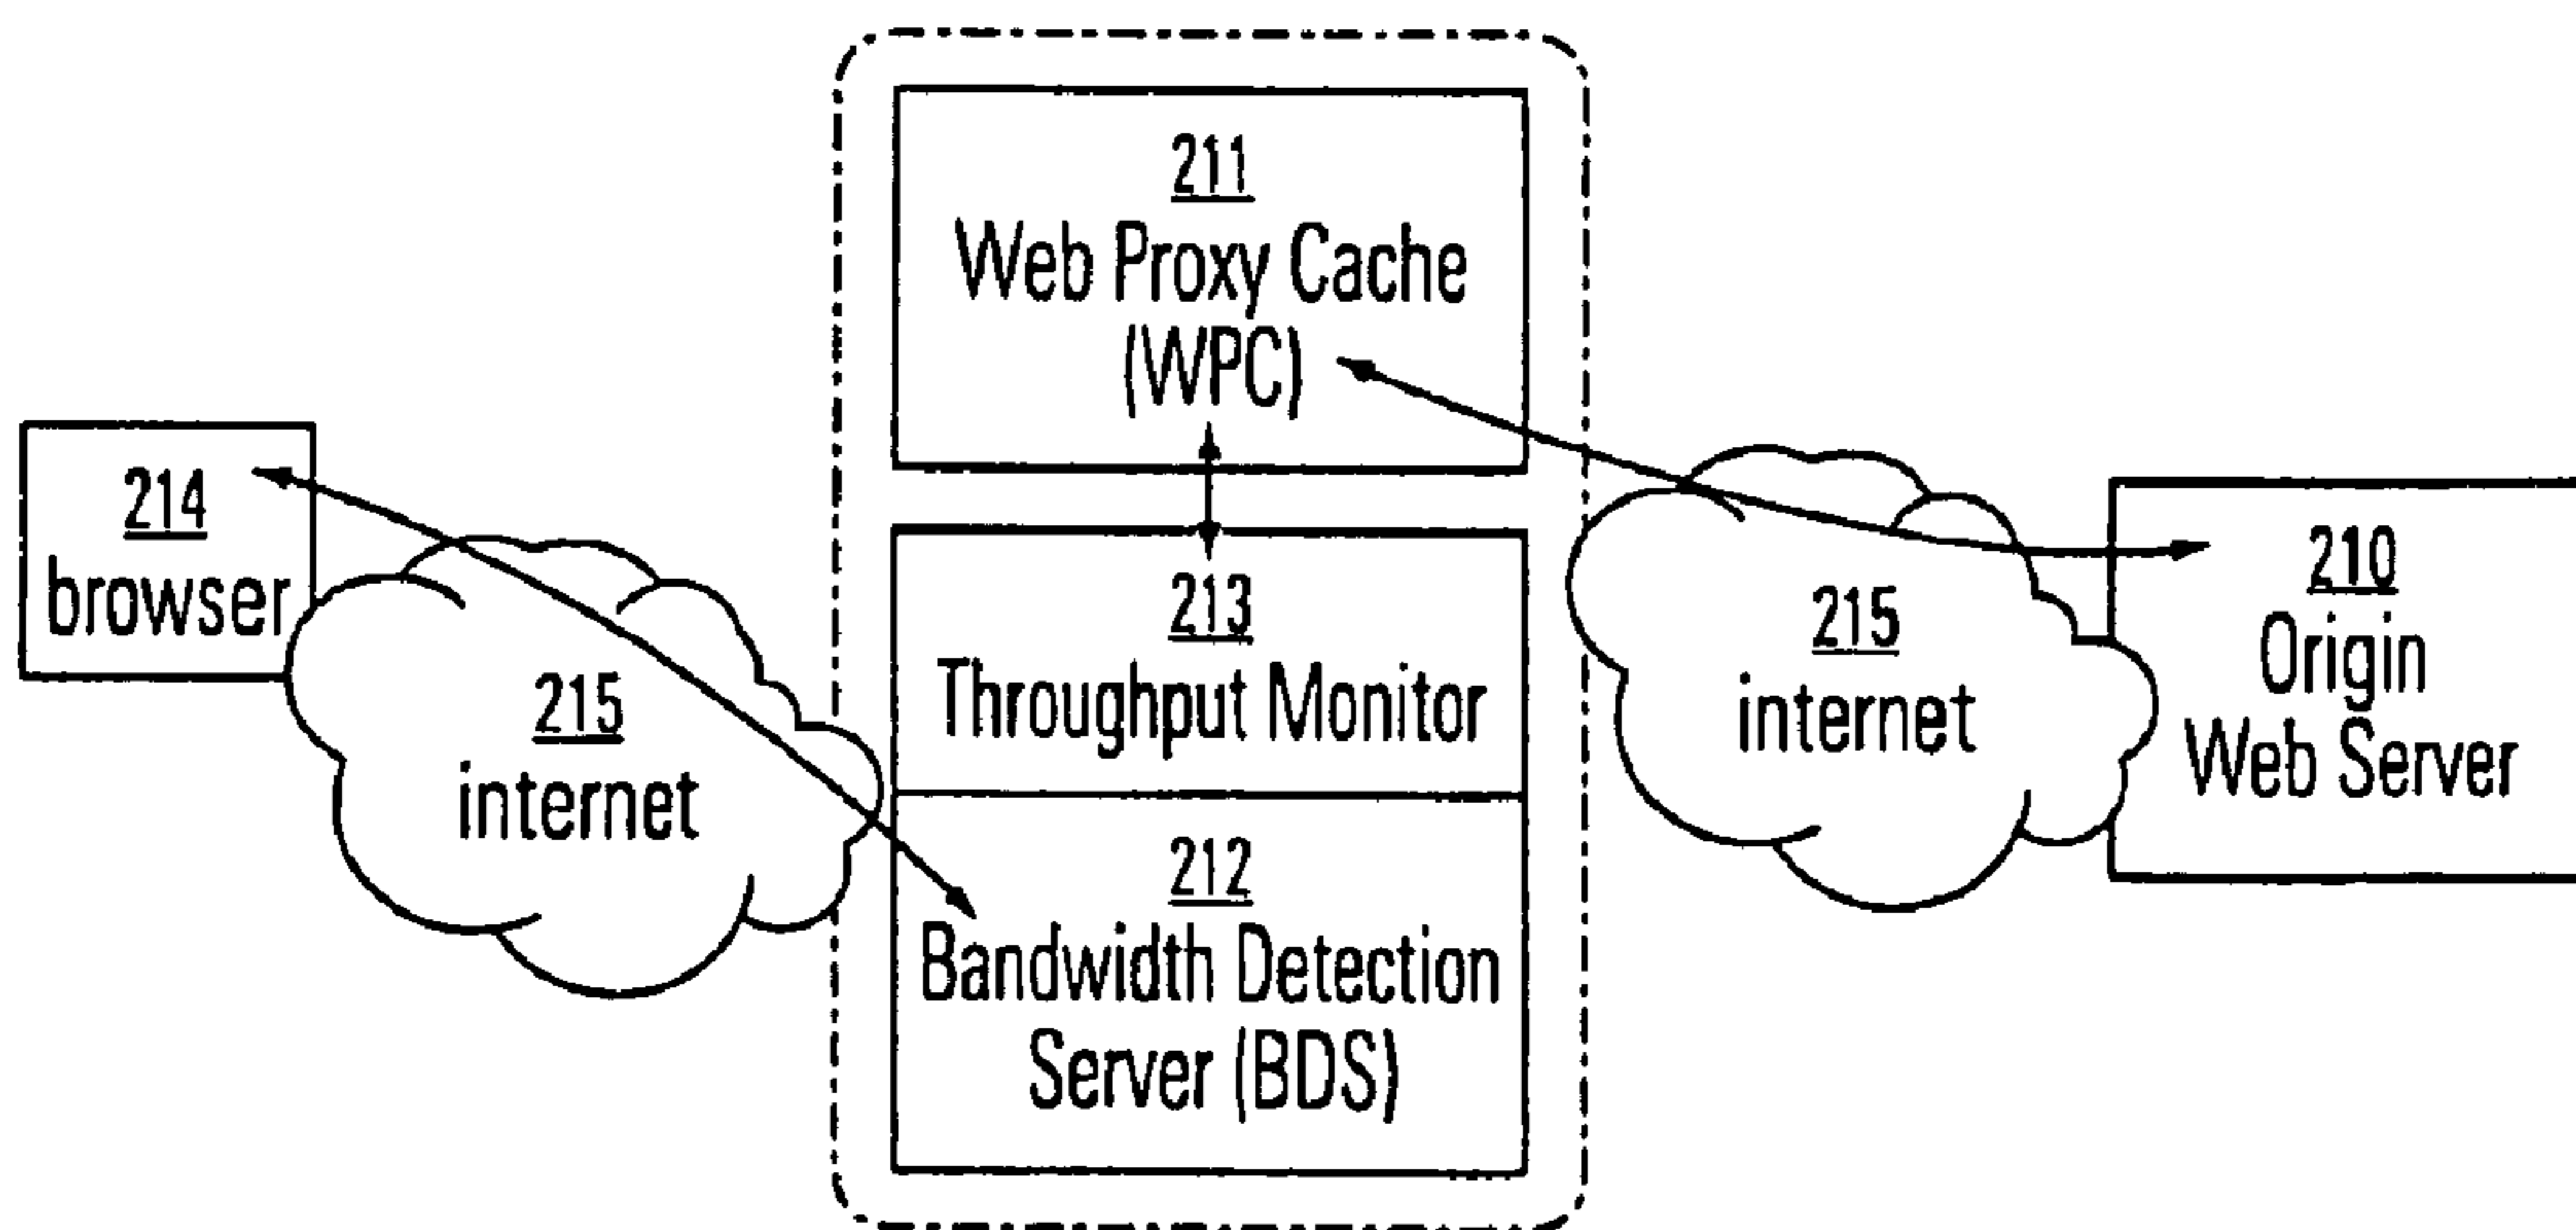 211
Web Proxy Cache
(WPC)
214
browser
215
internet
213
Throughput Monitor
212
Bandwidth Detection
Server (BDS)
215
internet
210
Origin
Web Server